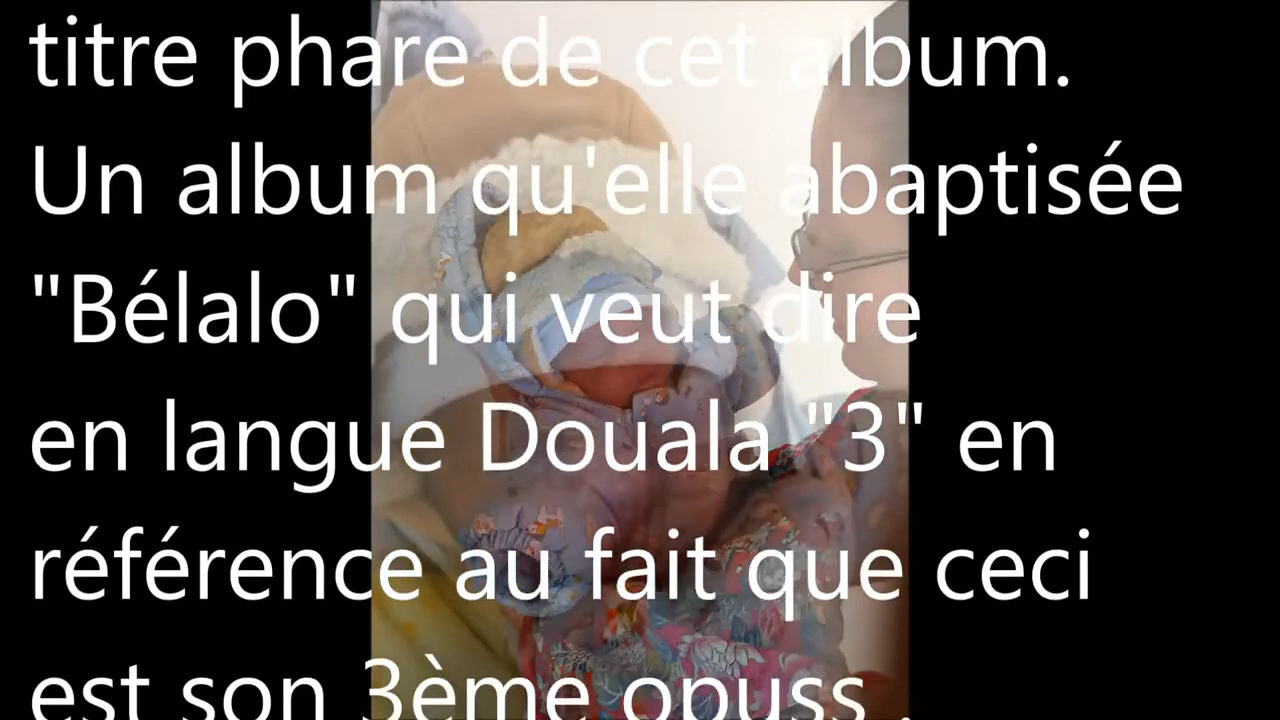 titre phare de cet album.
Un album qu'elle abaptisée
"Bélalo" qui veut dire
en langue Douala "3" en
référence au fait que ceci
est son 3ème opuss .